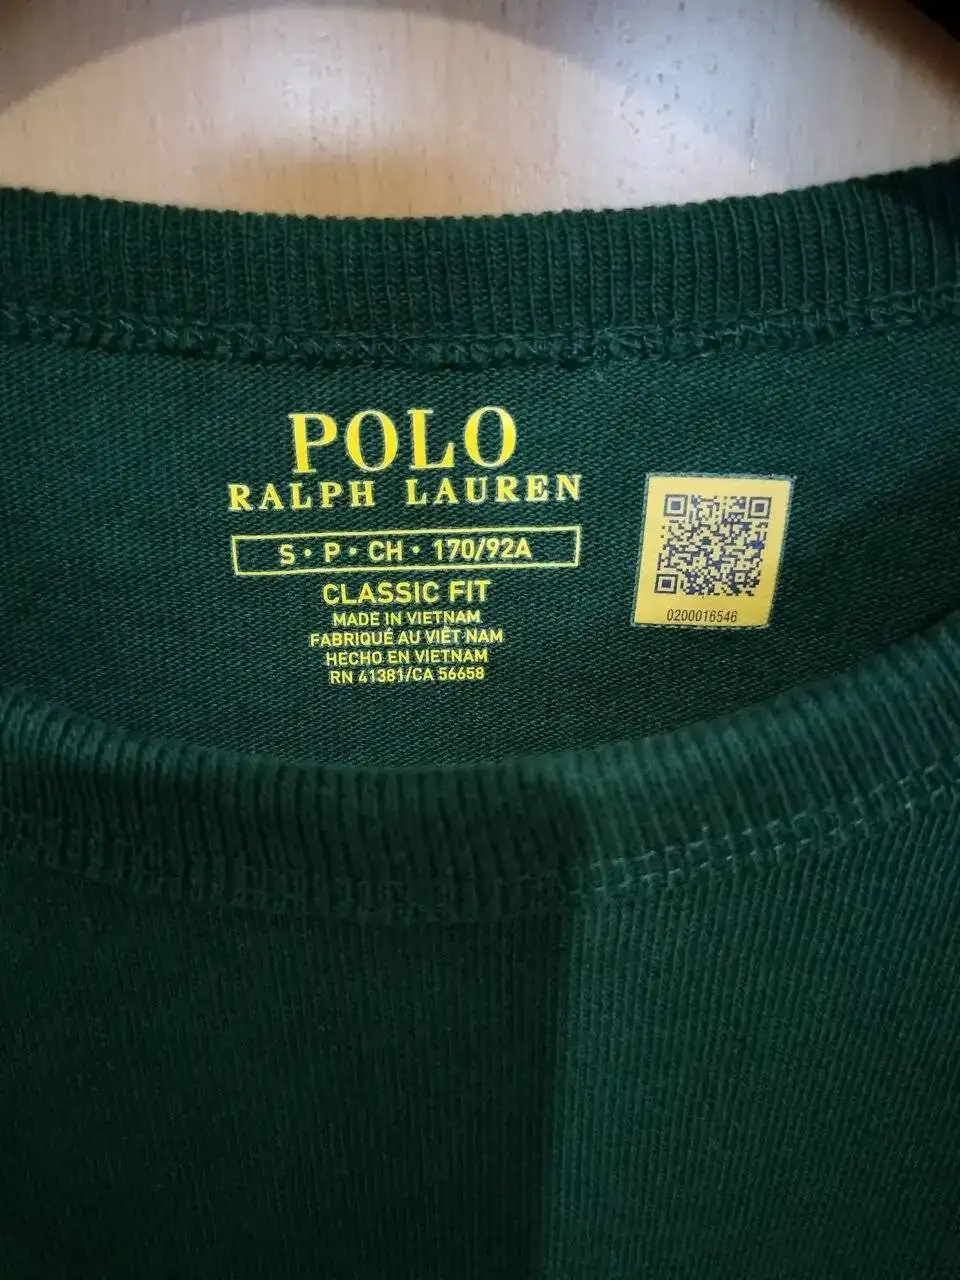 POLO
RALPH LAUREN
S • P • CH • 170/92A
CLASSIC FIT
MADE IN VIETNAM
FABRIQUÉ AU VIÊT NAM
HECHO EN VIETNAM
RN 41381/CA 56658
0200016546